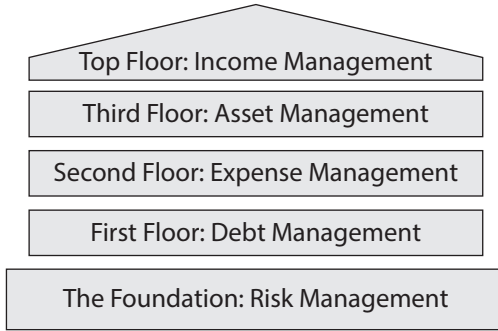 Top Floor: Income Management
Third Floor: Asset Management
Second Floor: Expense Management
First Floor: Debt Management
The Foundation: Risk Management